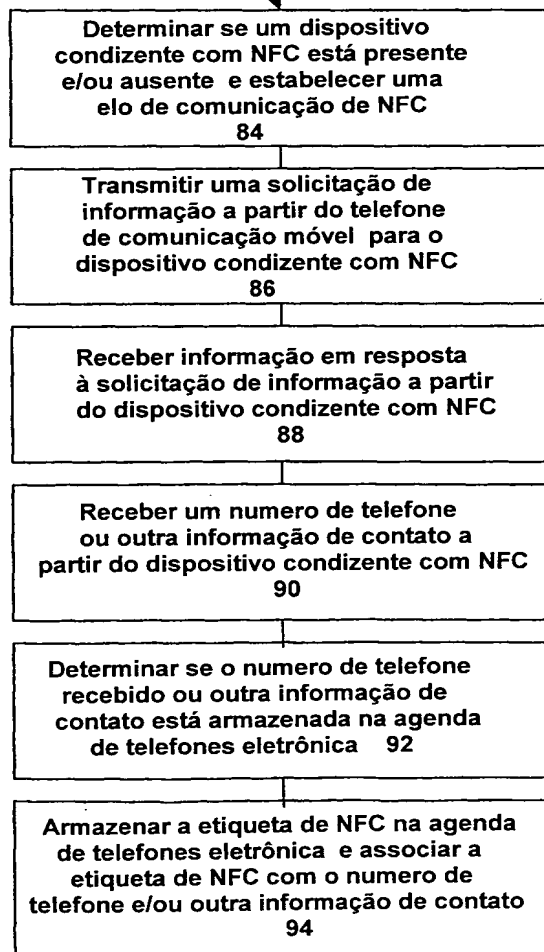 Determinar se um dispositivo
condizente com NFC está presente
e/ou ausente e estabelecer uma
elo de comunicação de NFC
84
Transmitir uma solicitação de
informação a partir do telefone
de comunicação móvel para o
dispositivo condizente com NFC
86
Receber informação em resposta
à solicitação de informação a partir
do dispositivo condizente com NFC
88
Receber um numero de telefone
ou outra informação de contato a
partir do dispositivo condizente com NFC
90
Determinar se o numero de telefone
recebido ou outra informação de
contato está armazenada na agenda
de telefones eletrônica 92
Armazenar a etiqueta de NFC na agenda
de telefones eletrônica e associar a
etiqueta de NFC com o numero de
telefone e/ou outra informação de contato
94